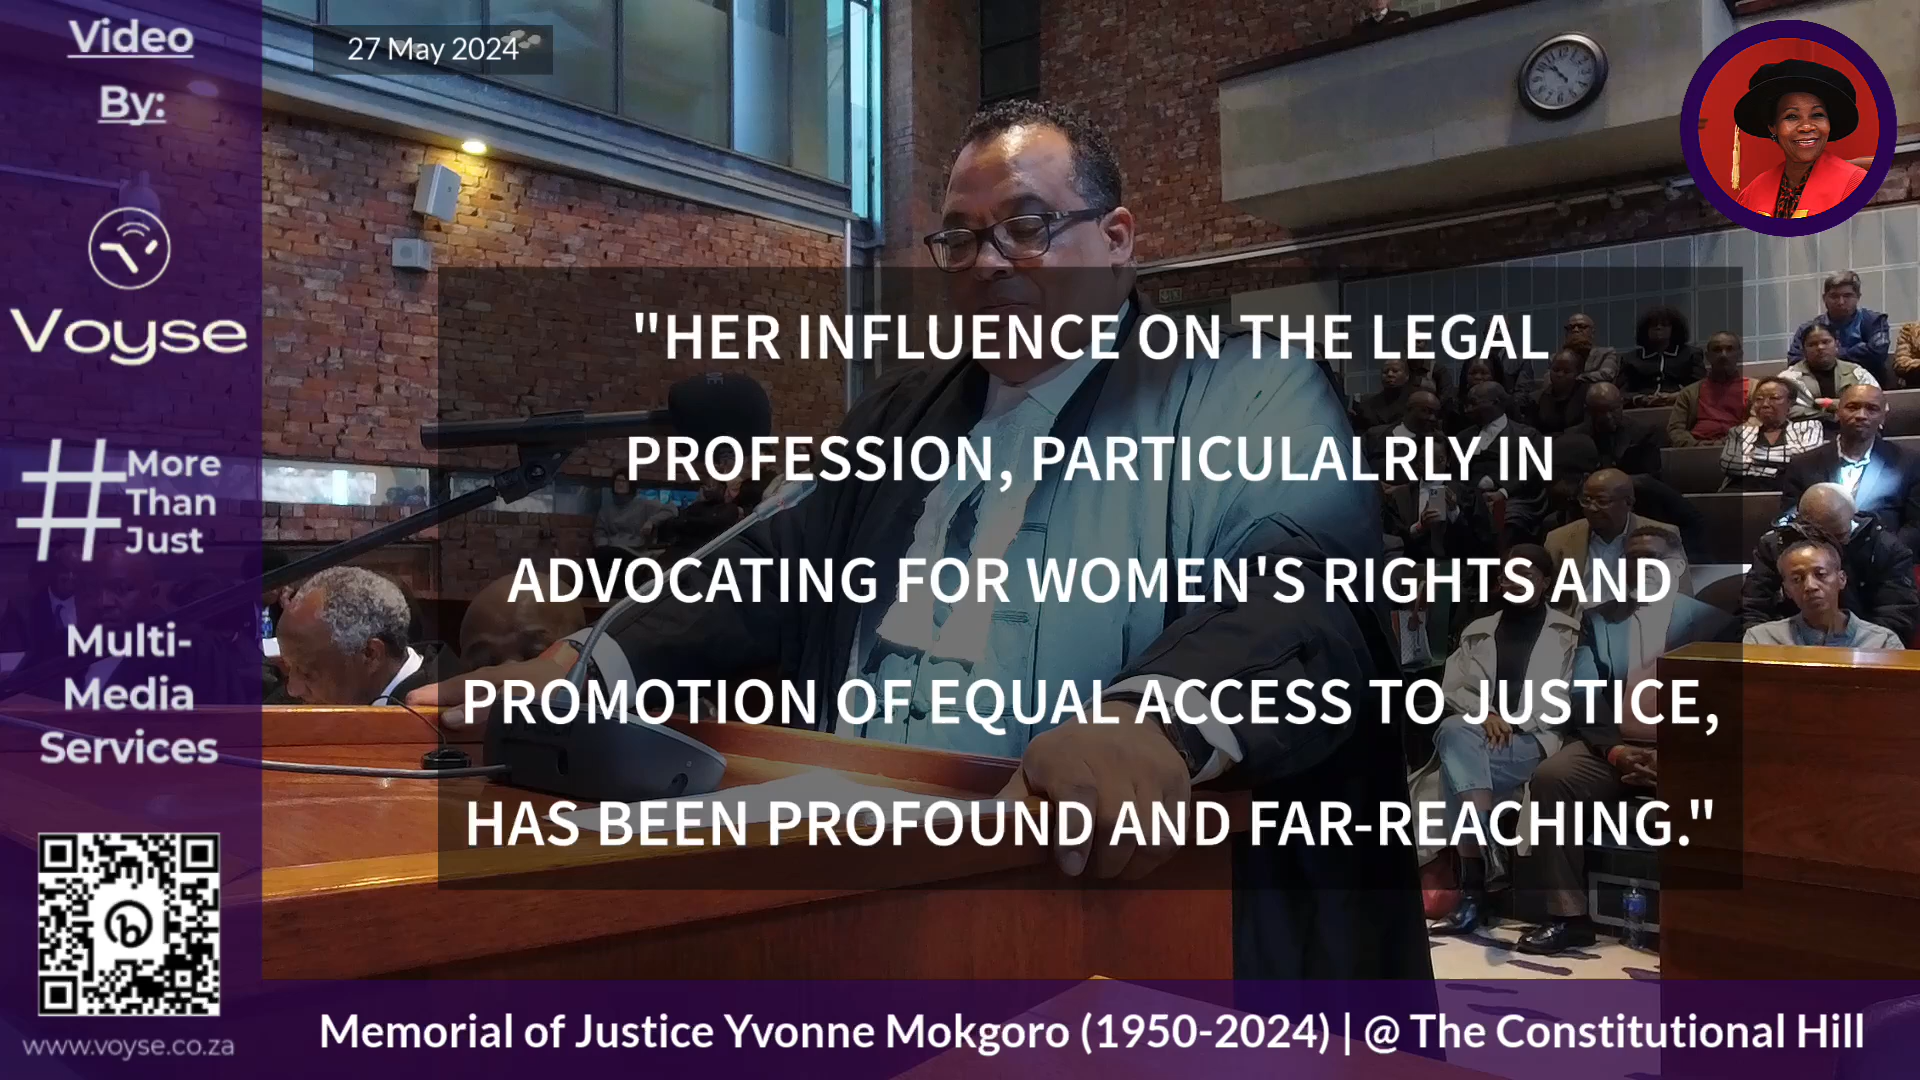 Video
By:
Voyse
#More
Than
Just
Multi-
Media
Services
www.voyse.co.za
27 May 2024
"HER INFLUENCE ON THE LEGAL
PROFESSION, PARTICULALRLY IN
ADVOCATING FOR WOMEN'S RIGHTS AND
PROMOTION OF EQUAL ACCESS TO JUSTICE,
HAS BEEN PROFOUND AND FAR-REACHING."
Memorial of Justice Yvonne Mokgoro (1950-2024) | @ The Constitutional Hill